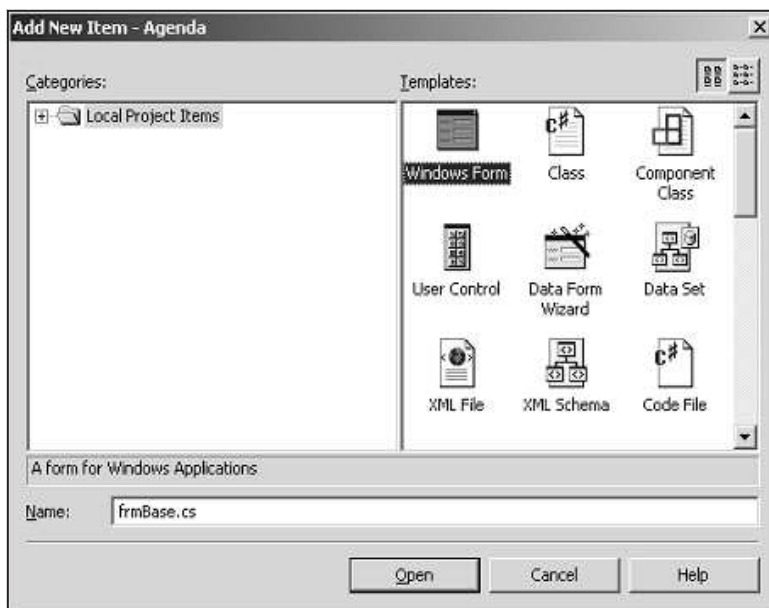 Add New Item - Agenda
Categories:
Templates:
Local Project Items
Windows Form
Class
Component
Class
User Control
Data Form
Wizard
Data Set
XML File
XML Schema
Code File
A form for Windows Applications
Name:
frmBase.cs
Open
Cancel
Help